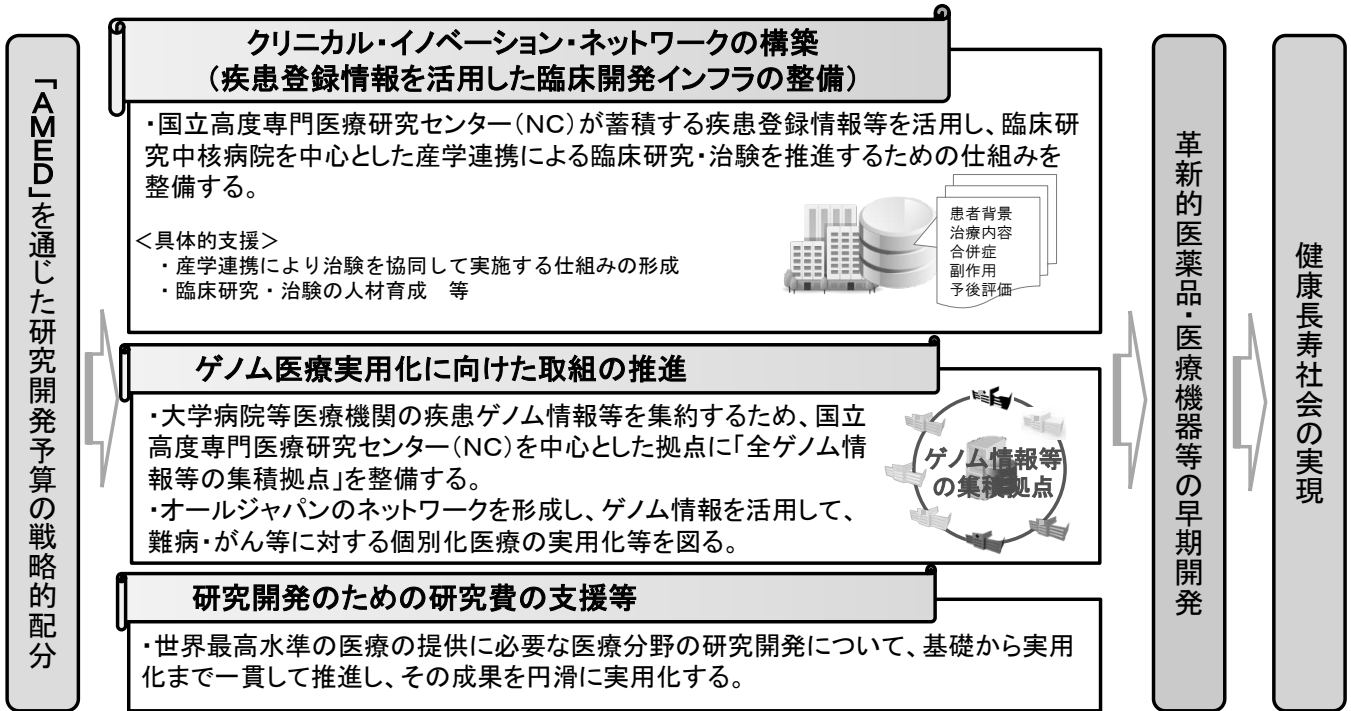 「AMED」を通じた研究開発予算の戦略的配分
クリニカル・イノベーション・ネットワークの構築
（疾患登録情報を活用した臨床開発インフラの整備）
・国立高度専門医療研究センター（NC）が蓄積する疾患登録情報等を活用し、臨床研
究中核病院を中心とした産学連携による臨床研究・治験を推進するための仕組みを
整備する。
＜具体的支援＞
・産学連携により治験を協同して実施する仕組みの形成
・臨床研究・治験の人材育成　等
患者背景
治療内容
合併症
副作用
予後評価
ゲノム医療実用化に向けた取組の推進
・大学病院等医療機関の疾患ゲノム情報等を集約するため、国立
高度専門医療研究センター（NC）を中心とした拠点に「全ゲノム情
報等の集積拠点」を整備する。
・オールジャパンのネットワークを形成し、ゲノム情報を活用して、
難病・がん等に対する個別化医療の実用化等を図る。
ゲノム情報等
の集積拠点
研究開発のための研究費の支援等
・世界最高水準の医療の提供に必要な医療分野の研究開発について、基礎から実用
化まで一貫して推進し、その成果を円滑に実用化する。
革新的医薬品・医療機器等の早期開発
健康長寿社会の実現